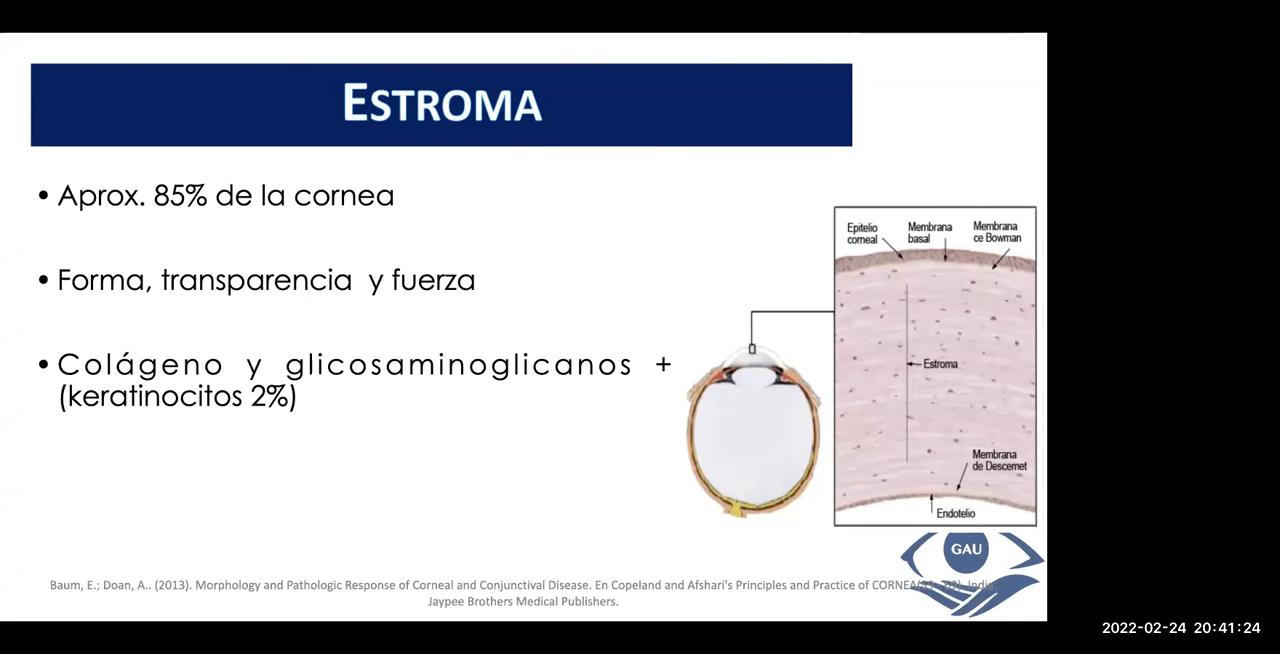 ESTROMA
• Aprox. 85% de la cornea
• Forma, transparencia y fuerza
• Colágeno y glicosaminoglicanos +
(keratinocitos 2%)
Epitelio
corneal
Membrana
basal
Membrana
ce Bowman
Estroma
Membrana
de Descemet
Endotelio
GAU
Baum, E.; Doan, A.. (2013). Morphology and Pathologic Response of Corneal and Conjunctival Disease. En Copeland and Afshari's Principles and Practice of CORNEA India:
Jaypee Brothers Medical Publishers.
2022-02-24 20:41:24